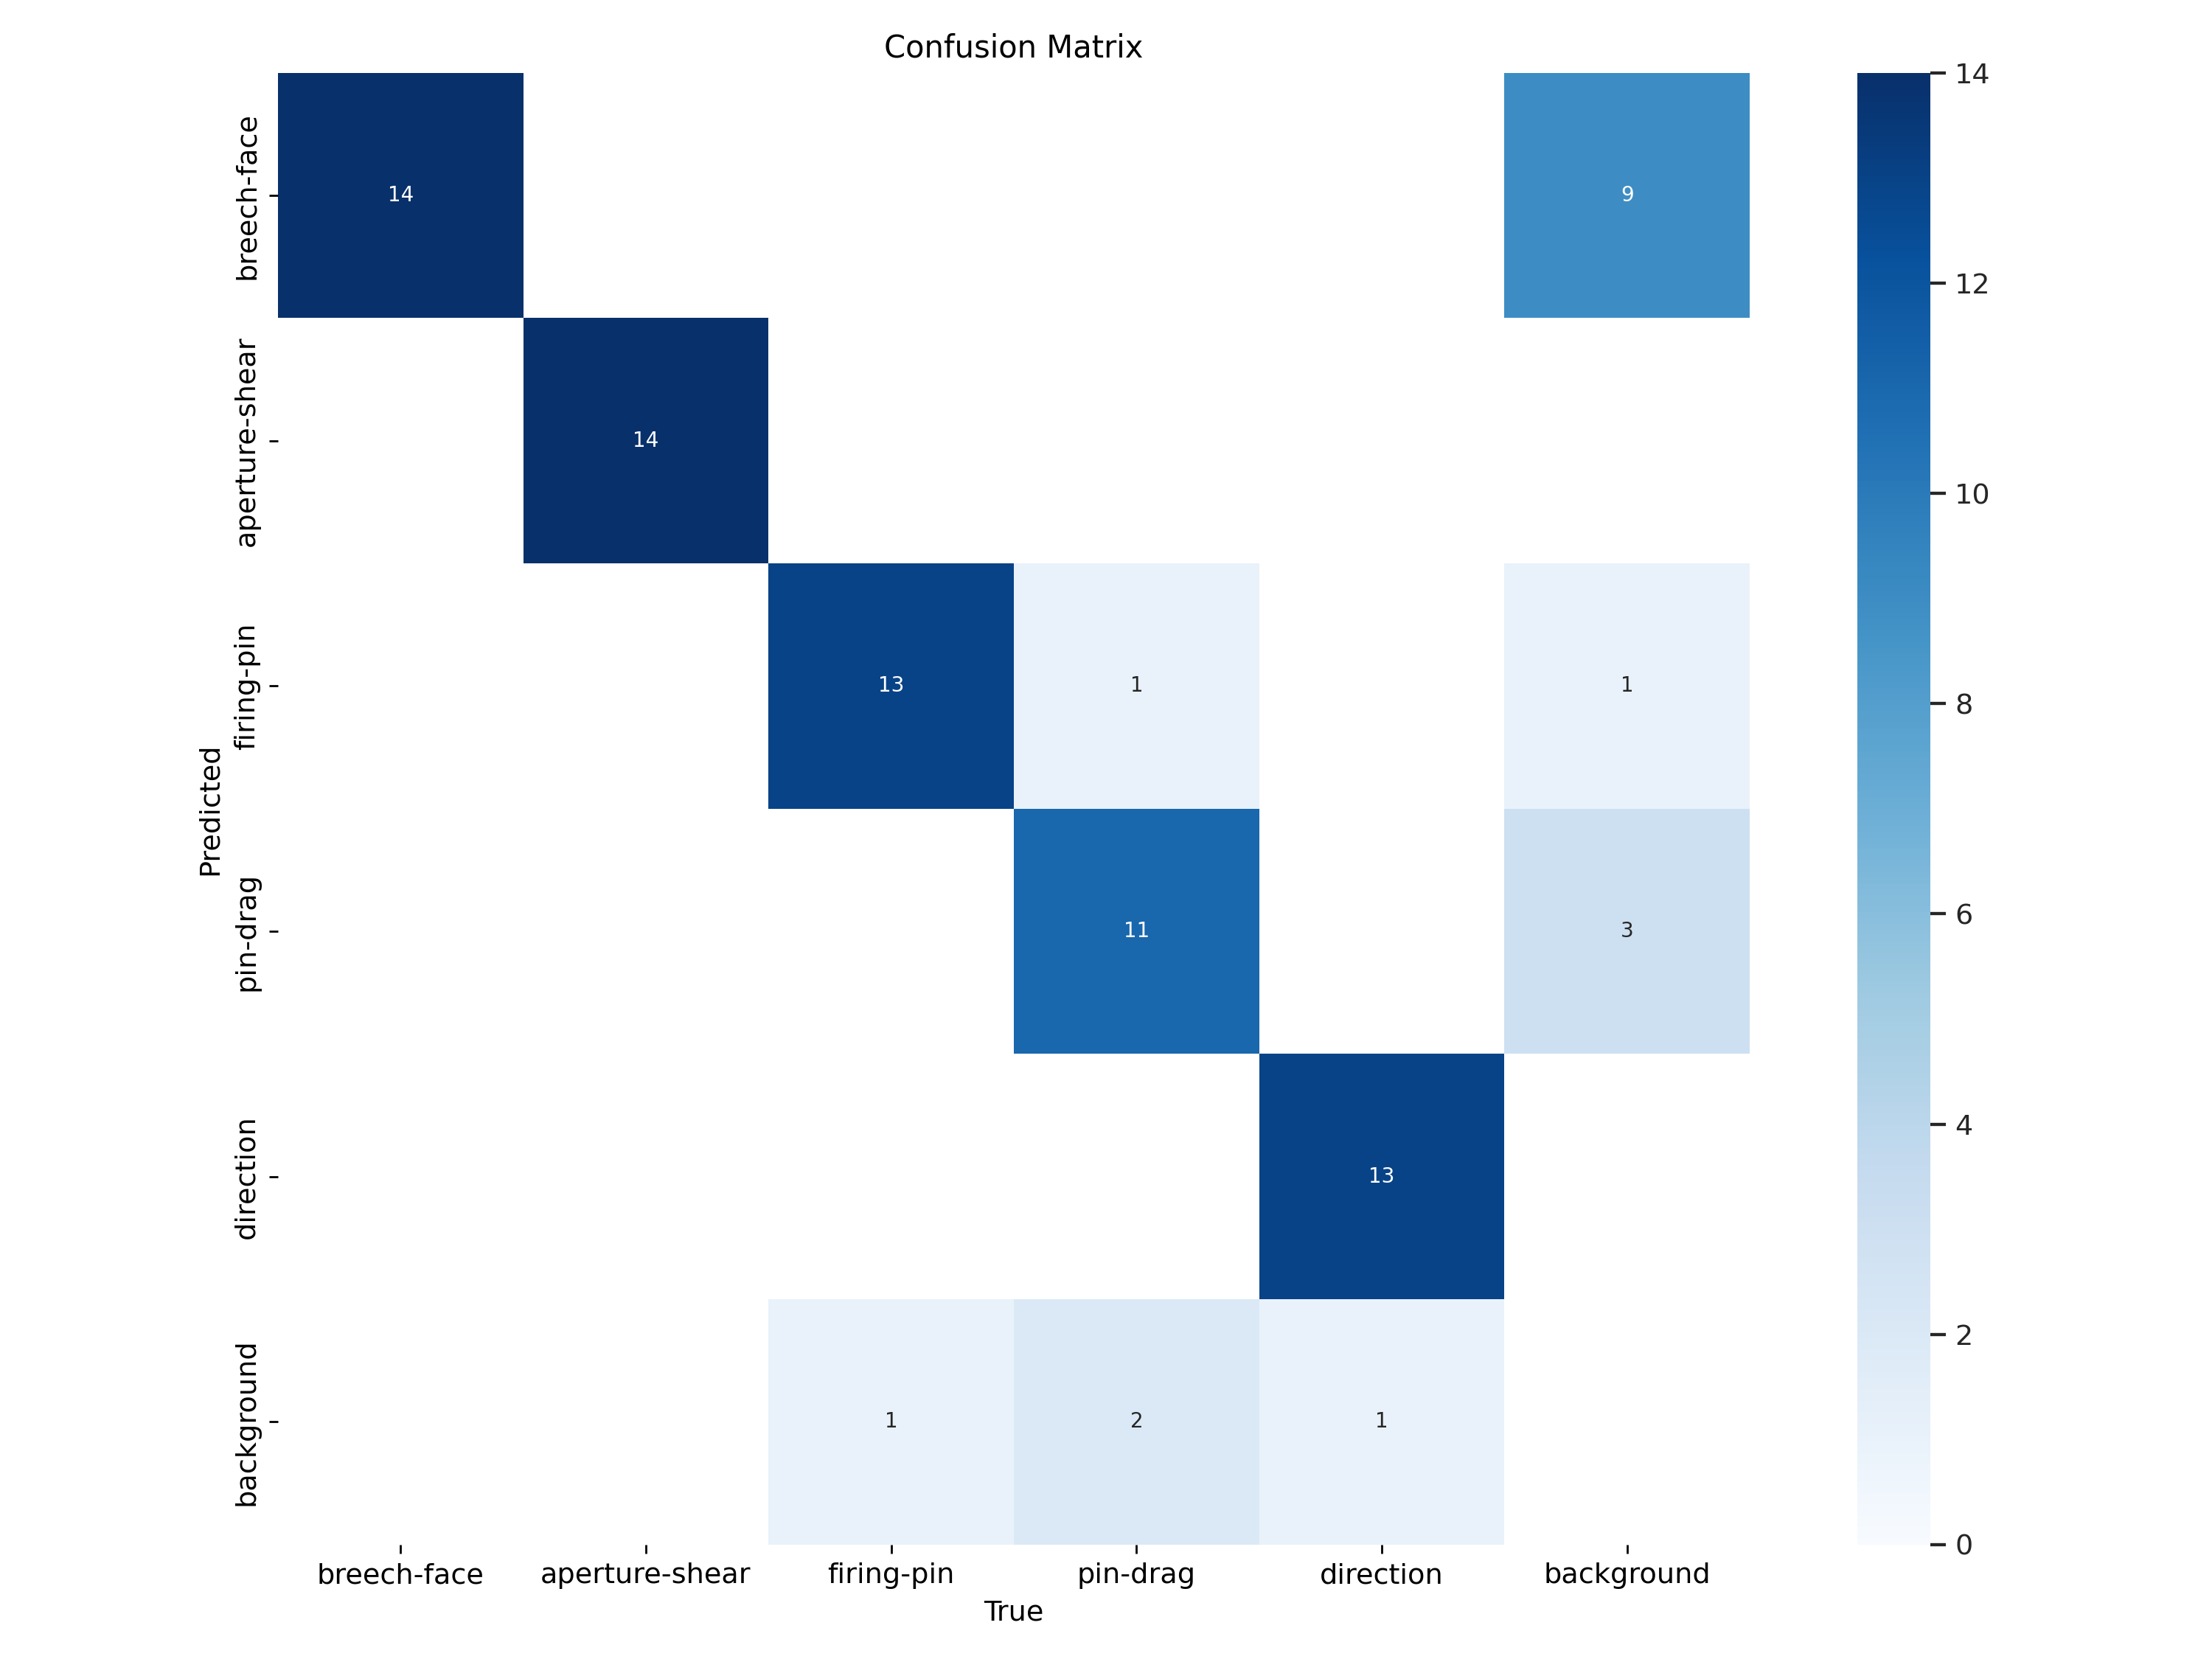 Confusion Matrix
breech-face
aperture-shear
firing-pin
pin-drag
direction
background
Predicted
14
9
14
13
1
1
11
3
13
1
2
1
breech-face
aperture-shear
firing-pin
pin-drag
direction
background
True
14
12
10
8
6
4
2
0